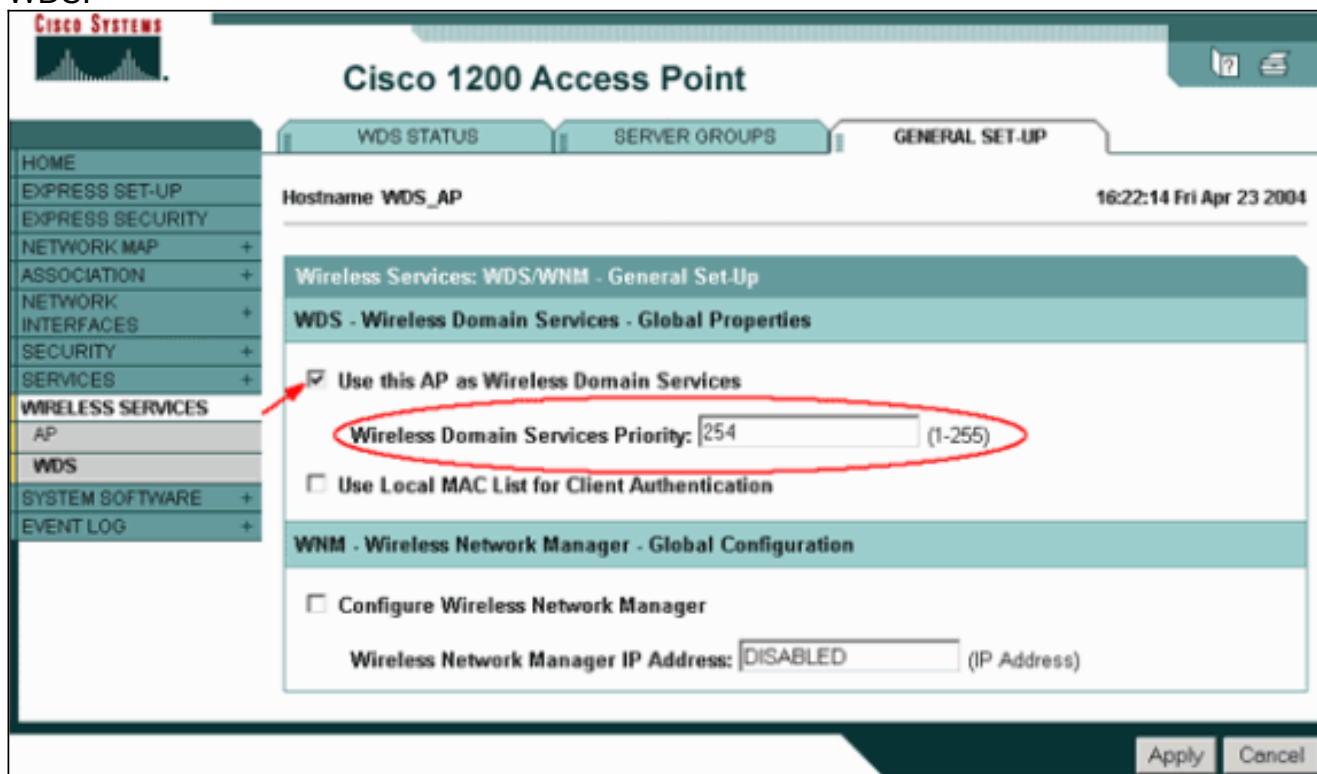 WDS.
CISCO SYSTEMS
Cisco 1200 Access Point
WDS STATUS
SERVER GROUPS
GENERAL SET-UP
HOME
EXPRESS SET-UP
EXPRESS SECURITY
NETWORK MAP +
ASSOCIATION +
NETWORK
INTERFACES +
SECURITY +
SERVICES +
WIRELESS SERVICES
AP
WDS
SYSTEM SOFTWARE +
EVENT LOG +
Hostname WDS_AP
16:22:14 Fri Apr 23 2004
Wireless Services: WDS/WNM - General Set-Up
WDS - Wireless Domain Services - Global Properties
Use this AP as Wireless Domain Services
Wireless Domain Services Priority: 254 (1-255)
Use Local MAC List for Client Authentication
WNM - Wireless Network Manager - Global Configuration
Configure Wireless Network Manager
Wireless Network Manager IP Address: DISABLED (IP Address)
Apply Cancel